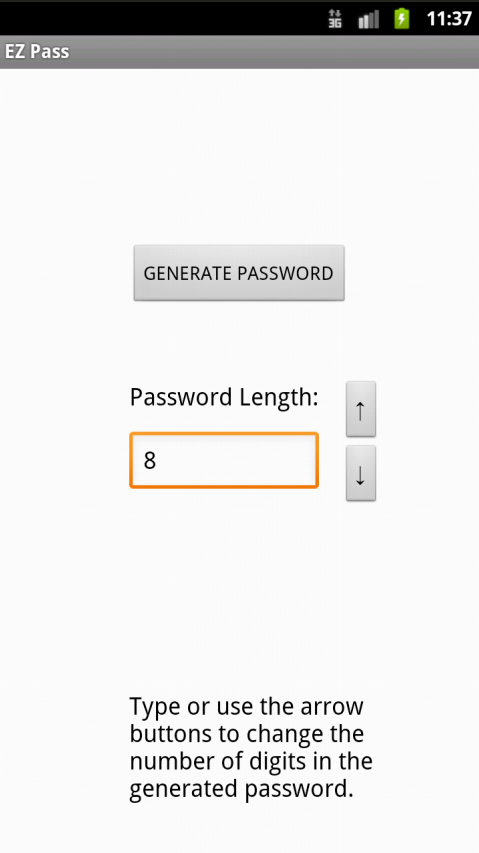 3G 11:37
EZ Pass
GENERATE PASSWORD
Password Length:
↑
8
↓
Type or use the arrow
buttons to change the
number of digits in the
generated password.